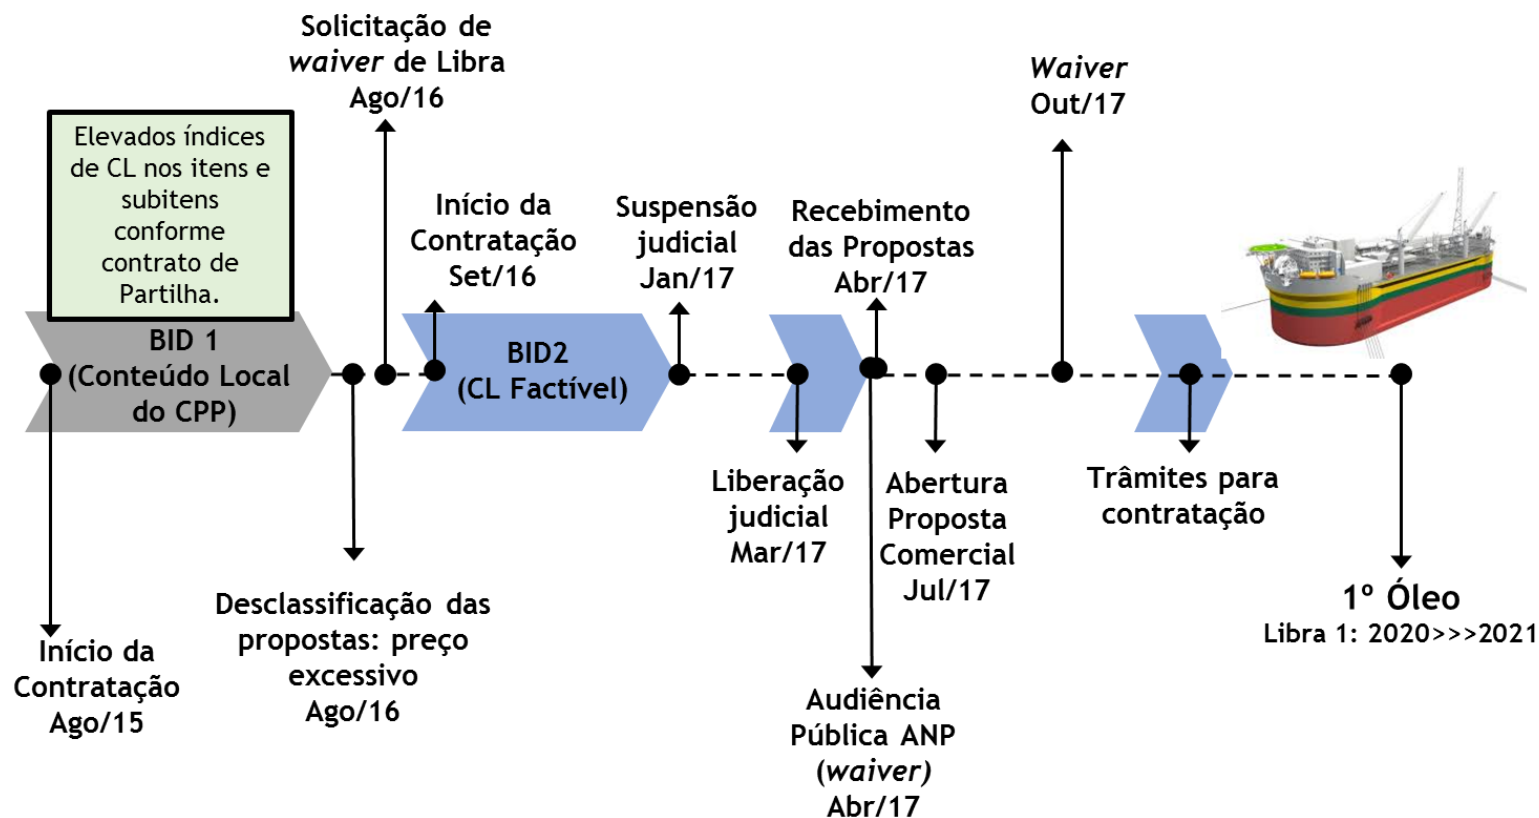 Solicitação de
waiver de Libra
Ago/16
Elevados índices
de CL nos itens e
subitens
conforme
contrato de
Partilha.
BID 1
(Conteúdo Local
do CPP)
Início da
Contratação
Ago/15
Desclassificação das
propostas: preço
excessivo
Ago/16
Início da
Contratação
Set/16
BID2
(CL Factível)
Suspensão
judicial
Jan/17
Liberação
judicial
Mar/17
Recebimento
das Propostas
Abr/17
Audiência
Pública ANP
(waiver)
Abr/17
Abertura
Proposta
Comercial
Jul/17
Waiver
Out/17
Trâmites para
contratação
1º Óleo
Libra 1: 2020>>>2021